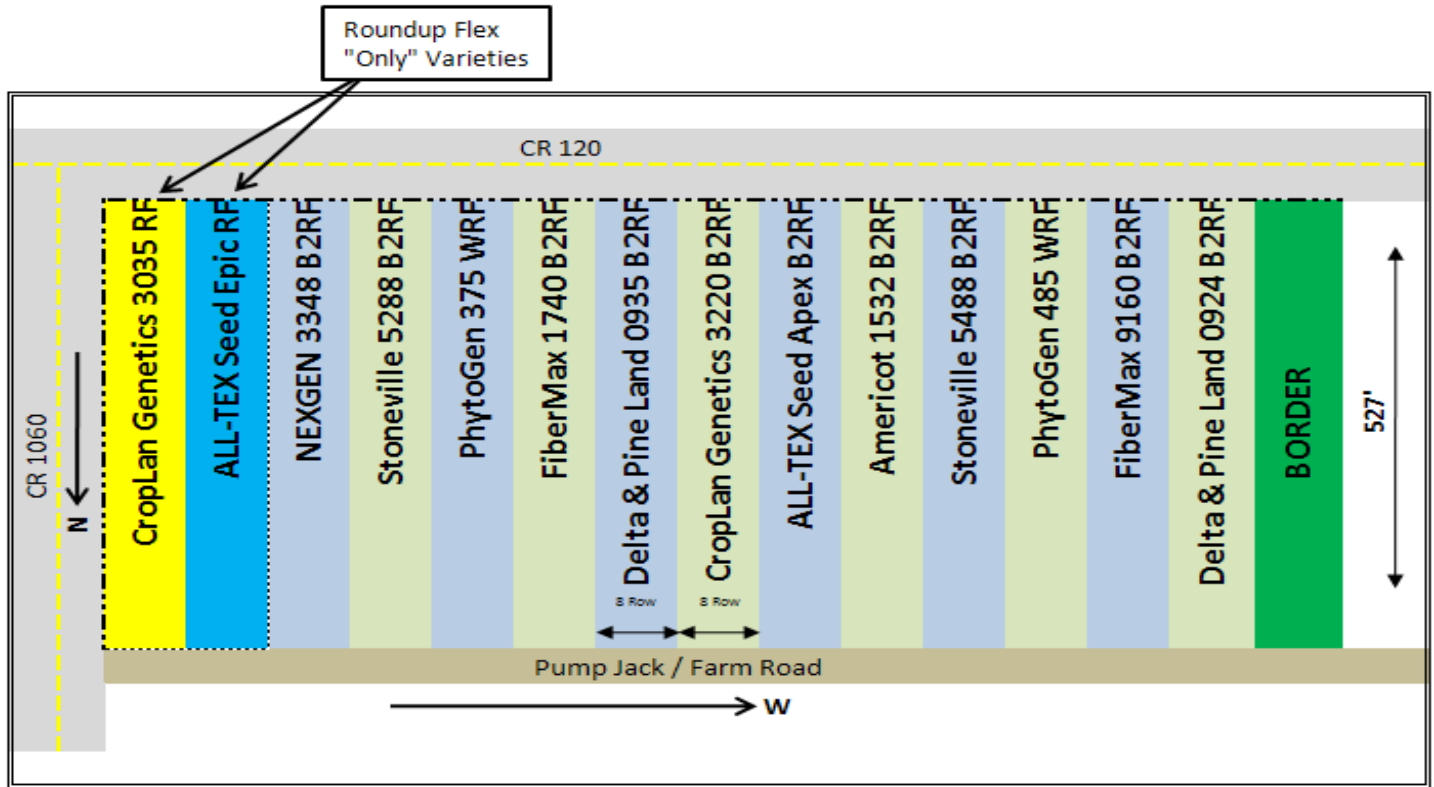 Roundup Flex
"Only" Varieties
CR 120
CR 1060
N
CropLan Genetics 3035 RF
ALL-TEX Seed Epic RF
NEXGEN 3348 B2RF
Stoneville 5288 B2RF
PhytoGen 375 WRF
FiberMax 1740 B2RF
Delta & Pine Land 0935 B2RF
CropLan Genetics 3220 B2RF
ALL-TEX Seed Apex B2RF
Americot 1532 B2RF
Stoneville 5488 B2RF
PhytoGen 485 WRF
FiberMax 9160 B2RF
Delta & Pine Land 0924 B2RF
BORDER
527'
8 Row
8 Row
Pump Jack / Farm Road
W